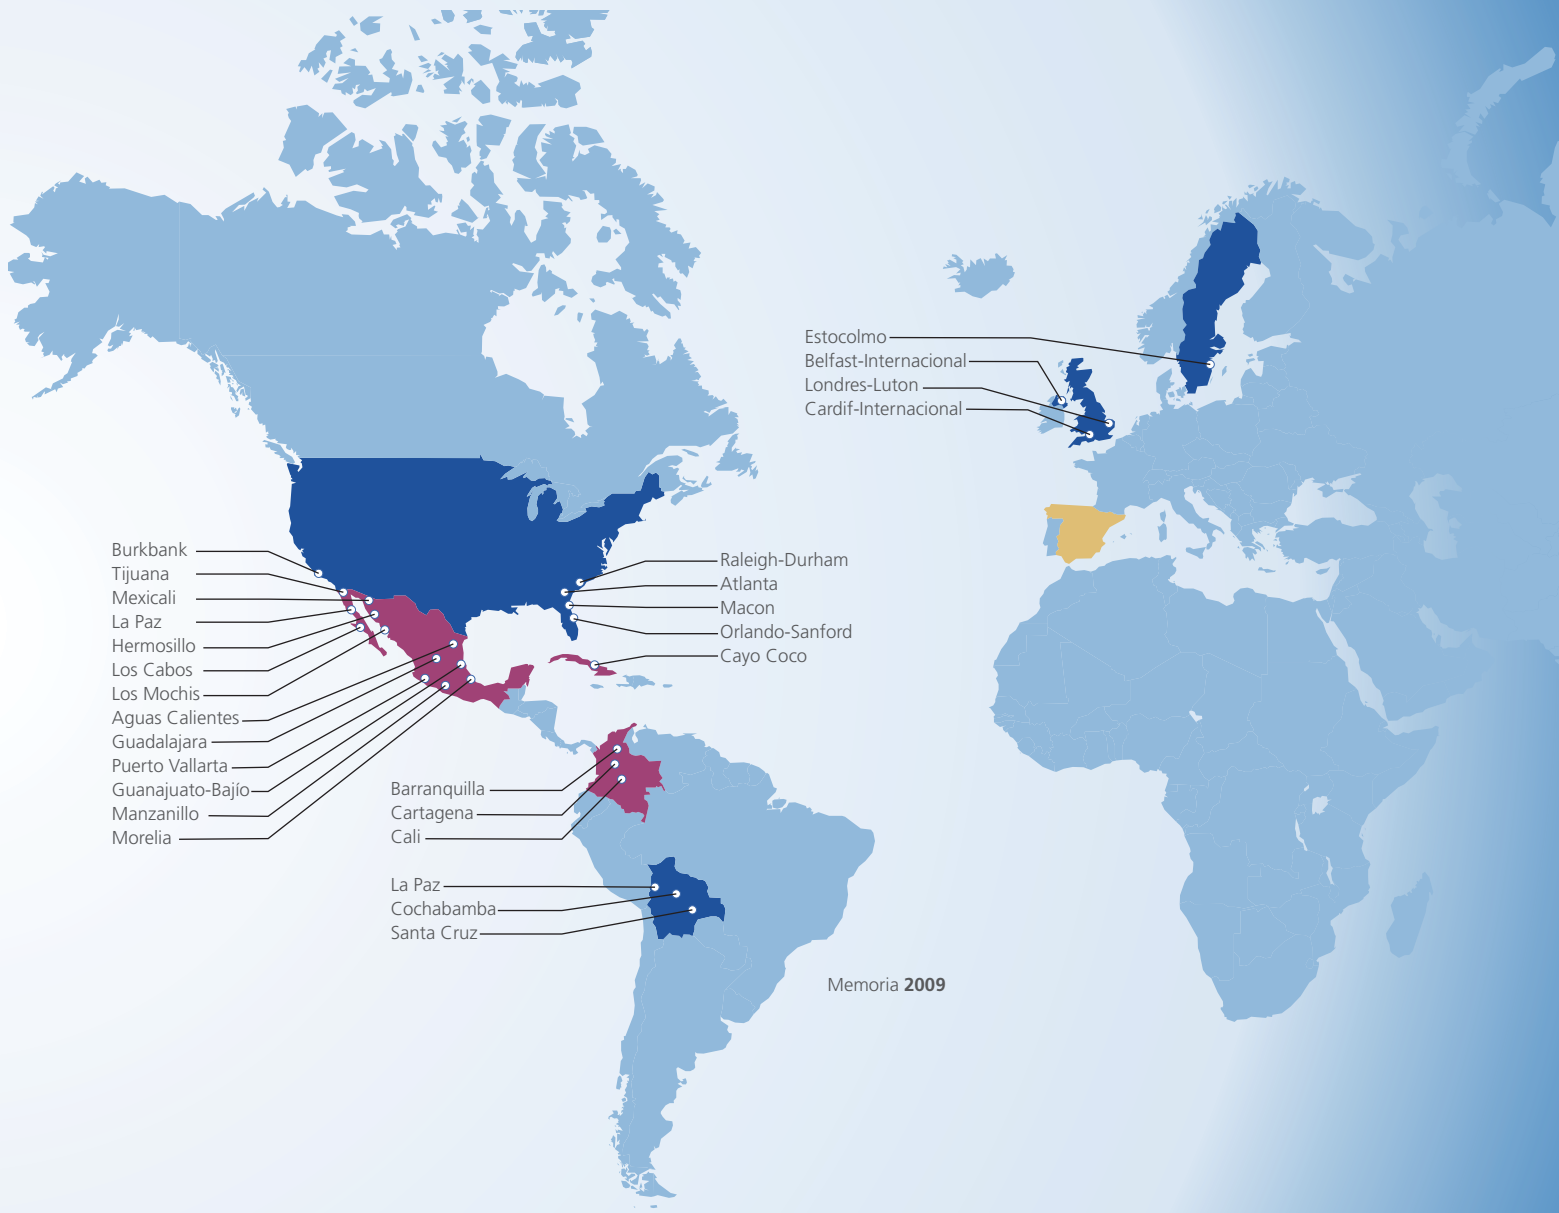 Estocolmo
Belfast-Internacional
Londres-Luton
Cardif-Internacional
Burkbank
Tijuana
Mexicali
La Paz
Hermosillo
Los Cabos
Los Mochis
Aguas Calientes
Guadalajara
Puerto Vallarta
Guanajuato-Bajío
Manzanillo
Morelia
Raleigh-Durham
Atlanta
Macon
Orlando-Sanford
Cayo Coco
Barranquilla
Cartagena
Cali
La Paz
Cochabamba
Santa Cruz
Memoria 2009